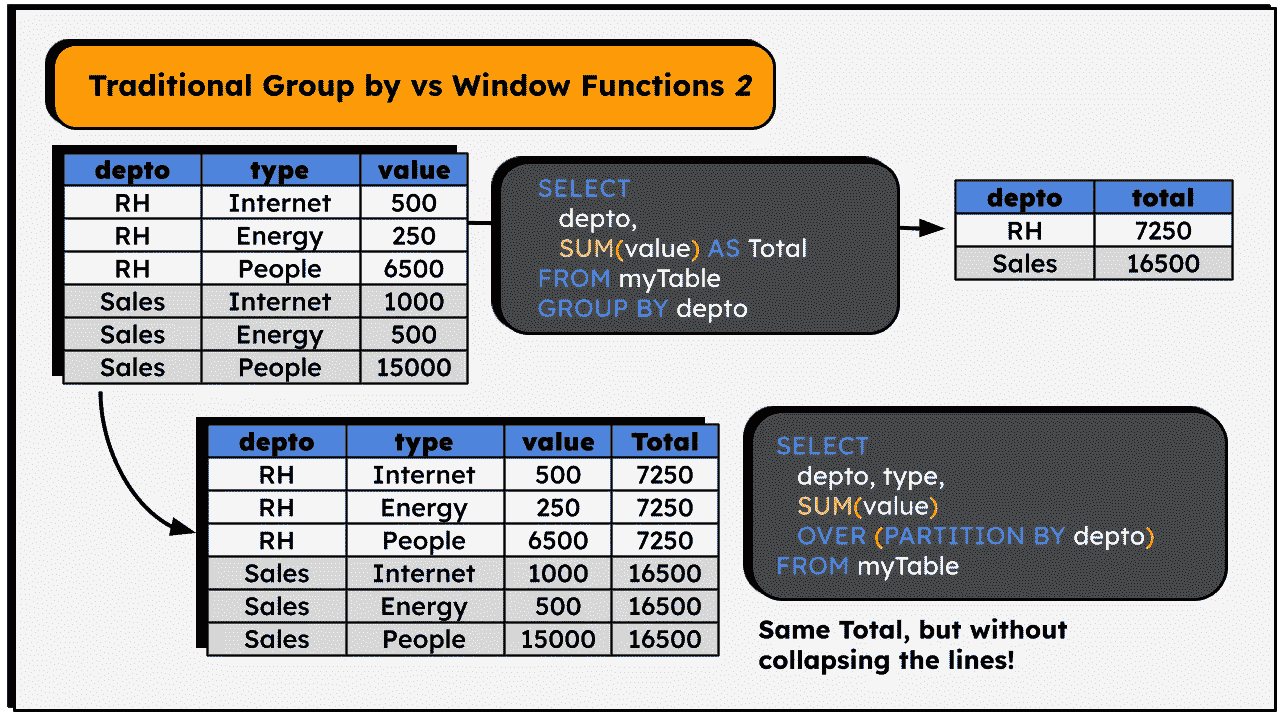 Traditional Group by vs Window Functions 2
depto type value
RH Internet 500
RH Energy 250
RH People 6500
Sales Internet 1000
Sales Energy 500
Sales People 15000
SELECT
depto,
SUM(value) AS Total
FROM myTable
GROUP BY depto
depto total
RH 7250
Sales 16500
depto type value Total
RH Internet 500 7250
RH Energy 250 7250
RH People 6500 7250
Sales Internet 1000 16500
Sales Energy 500 16500
Sales People 15000 16500
SELECT
depto, type,
SUM(value)
OVER (PARTITION BY depto)
FROM myTable
Same Total, but without
collapsing the lines!